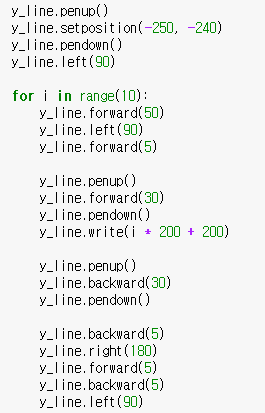 y_line.penup()
y_line.setposition(-250, -240)
y_line.pendown()
y_line.left(90)

for i in range(10):
    y_line.forward(50)
    y_line.left(90)
    y_line.forward(5)

    y_line.penup()
    y_line.forward(30)
    y_line.pendown()
    y_line.write(i * 200 + 200)

    y_line.penup()
    y_line.backward(30)
    y_line.pendown()

    y_line.backward(5)
    y_line.right(180)
    y_line.forward(5)
    y_line.backward(5)
    y_line.left(90)